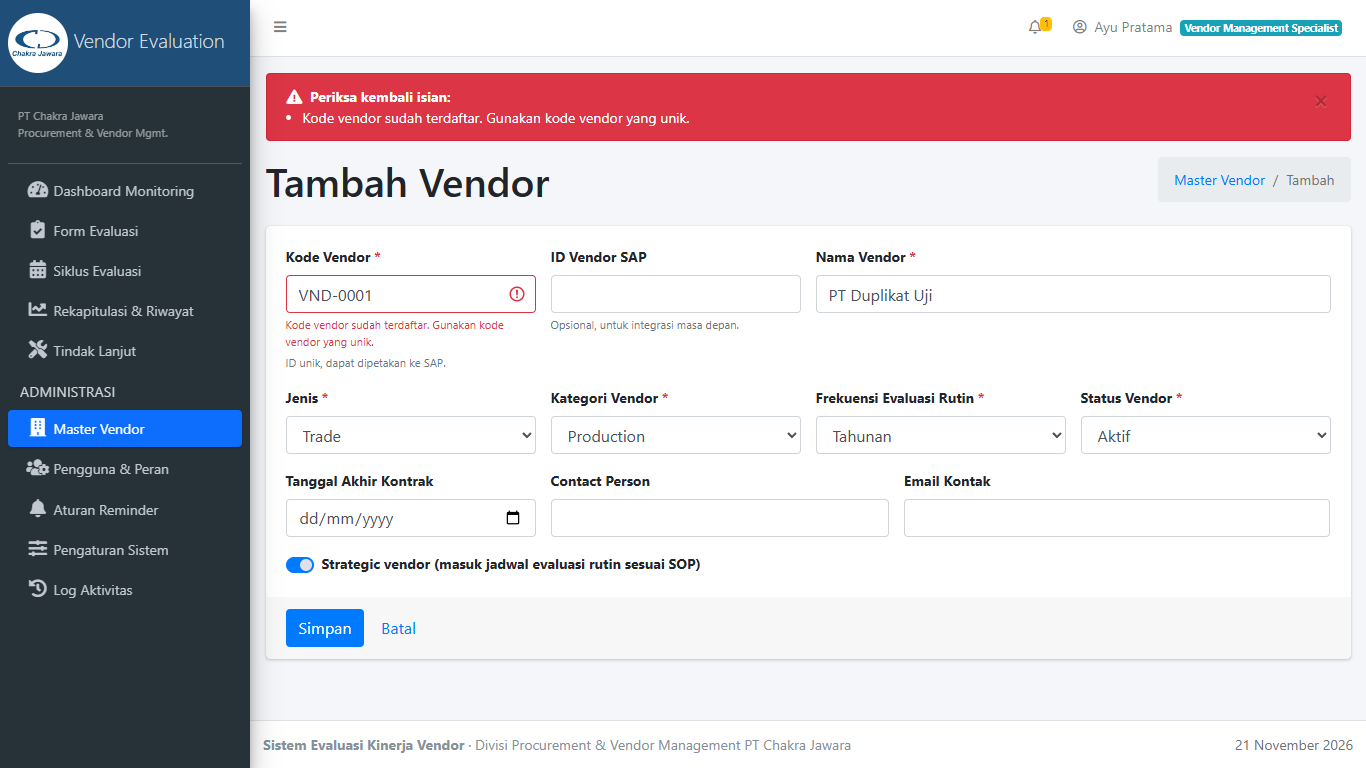 Chakra Jawara
Vendor Evaluation
PT Chakra Jawara
Procurement & Vendor Mgmt.
Dashboard Monitoring
Form Evaluasi
Siklus Evaluasi
Rekapitulasi & Riwayat
Tindak Lanjut
ADMINISTRASI
Master Vendor
Pengguna & Peran
Aturan Reminder
Pengaturan Sistem
Log Aktivitas
1
Ayu Pratama Vendor Management Specialist
Periksa kembali isian:
• Kode vendor sudah terdaftar. Gunakan kode vendor yang unik.
×
Tambah Vendor
Master Vendor / Tambah
Kode Vendor * ID Vendor SAP Nama Vendor *
VND-0001 PT Duplikat Uji
Kode vendor sudah terdaftar. Gunakan kode
vendor yang unik.
ID unik, dapat dipetakan ke SAP.
Opsional, untuk integrasi masa depan.
Jenis * Kategori Vendor * Frekuensi Evaluasi Rutin * Status Vendor *
Trade Production Tahunan Aktif
Tanggal Akhir Kontrak Contact Person Email Kontak
dd/mm/yyyy
Strategic vendor (masuk jadwal evaluasi rutin sesuai SOP)
Simpan Batal
Sistem Evaluasi Kinerja Vendor · Divisi Procurement & Vendor Management PT Chakra Jawara 21 November 2026